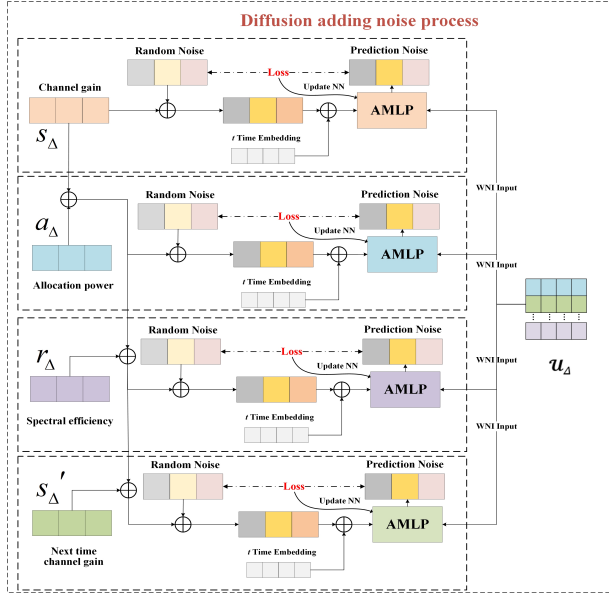 Diffusion adding noise process
Random Noise
Prediction Noise
Loss
Update NN
Channel gain
AMLP
s_Δ
t Time Embedding
WNI Input
Random Noise
Prediction Noise
Loss
Update NN
a_Δ
AMLP
WNI Input
Allocation power
t Time Embedding
Random Noise
Prediction Noise
Loss
Update NN
r_Δ
AMLP
WNI Input
Spectral efficiency
t Time Embedding
u_Δ
WNI Input
Random Noise
Prediction Noise
Loss
Update NN
s_Δ'
AMLP
Next time
channel gain
t Time Embedding